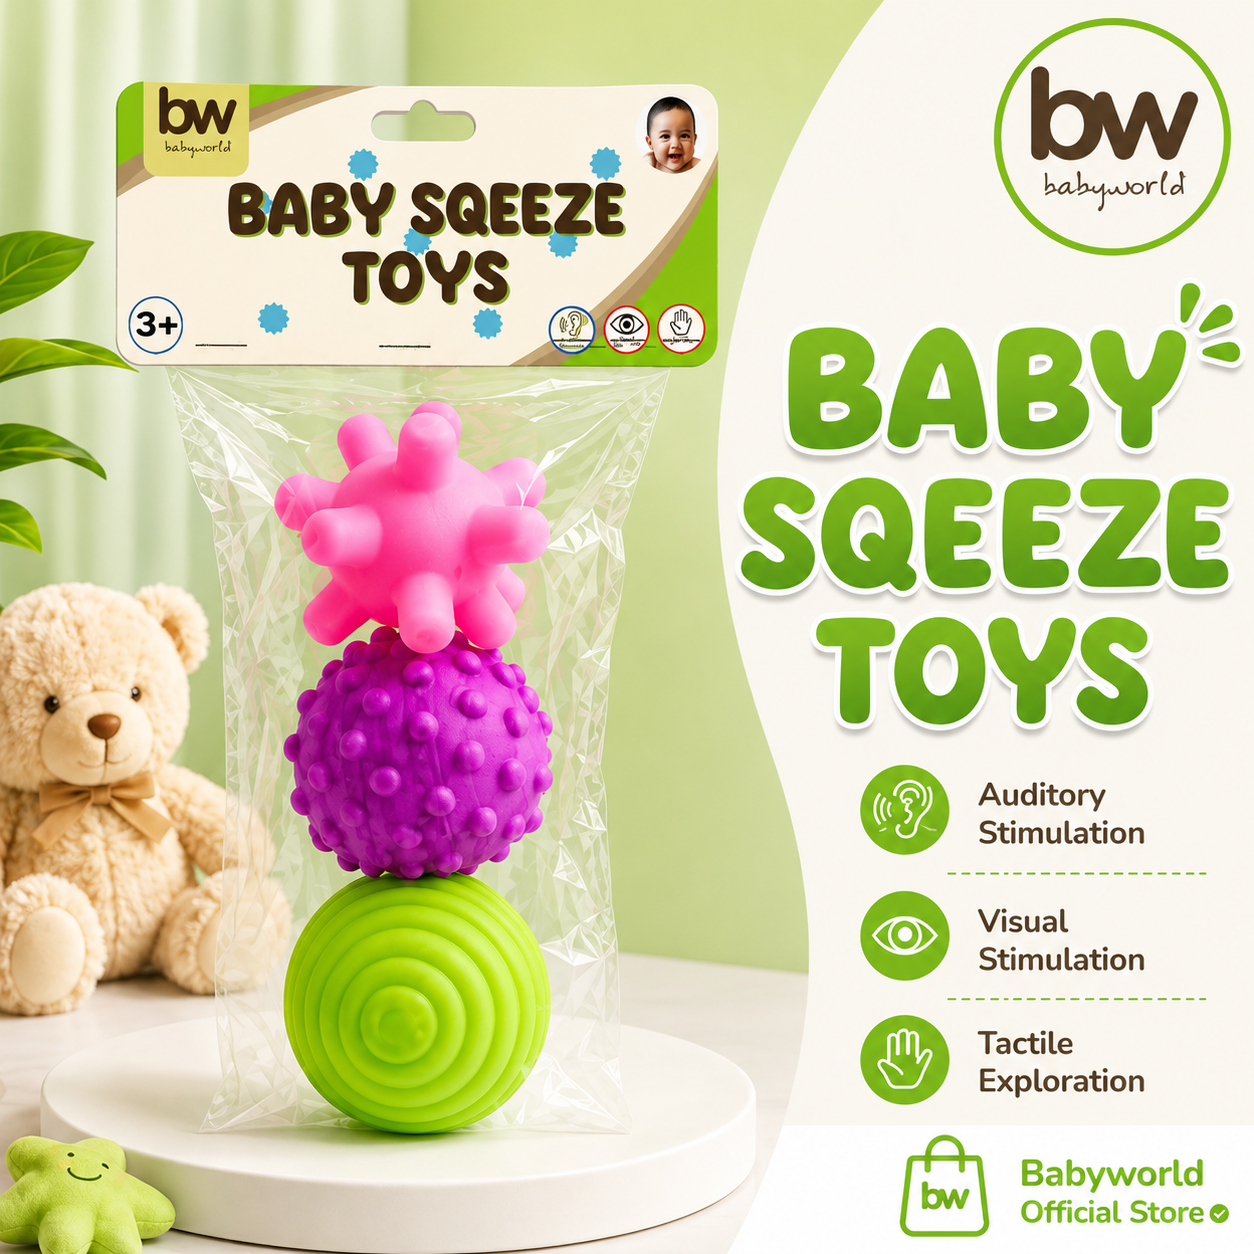 bw
babyworld
BABY SQEEZE
TOYS
3+
bw
babyworld
BABY
SQEEZE
TOYS
Auditory
Stimulation
Visual
Stimulation
Tactile
Exploration
bw
Babyworld
Official Store